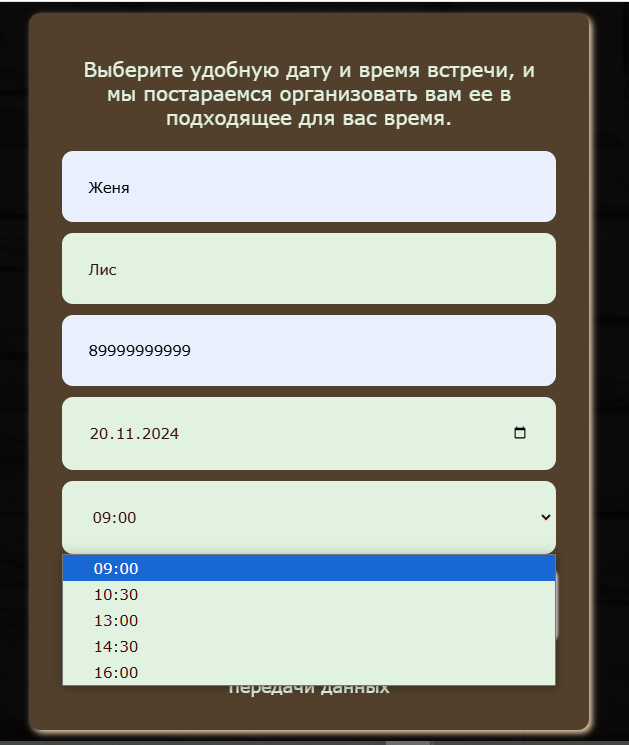 Выберите удобную дату и время встречи, и
мы постараемся организовать вам ее в
подходящее для вас время.
Женя
Лис
89999999999
20.11.2024
09:00
09:00
10:30
13:00
14:30
16:00
передачи данных